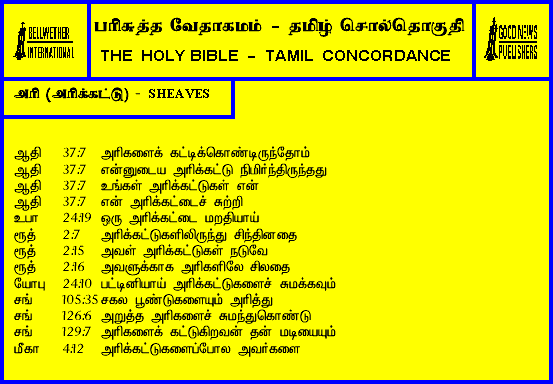 BELLWETHER
INTERNATIONAL
பரிசுத்த வேதாகமம் - தமிழ் சொல்தொகுதி
THE HOLY BIBLE - TAMIL CONCORDANCE
GOOD NEWS
PUBLISHERS
அரி (அரிக்கட்டு) - SHEAVES
ஆதி 37:7 அரிகளைக் கட்டிக்கொண்டிருந்தோம்
ஆதி 37:7 என்னுடைய அரிக்கட்டு நிமிர்ந்திருந்தது
ஆதி 37:7 உங்கள் அரிக்கட்டுகள் என்
ஆதி 37:7 என் அரிக்கட்டைச் சுற்றி
உபா 24:19 ஒரு அரிக்கட்டை மறதியாய்
ரூத் 2:7 அரிக்கட்டுகளிலிருந்து சிந்தினதை
ரூத் 2:15 அவள் அரிக்கட்டுகள் நடுவே
ரூத் 2:16 அவளுக்காக அரிகளிலே சிலதை
யோபு 24:10 பட்டினியாய் அரிக்கட்டுகளைச் சுமக்கவும்
சங் 105:35 சகல பூண்டுகளையும் அரித்து
சங் 126:6 அறுத்த அரிகளைச் சுமந்துகொண்டு
சங் 129:7 அரிகளைக் கட்டுகிறவன் தன் மடியையும்
மீகா 4:12 அரிக்கட்டுகளைப்போல அவர்களை